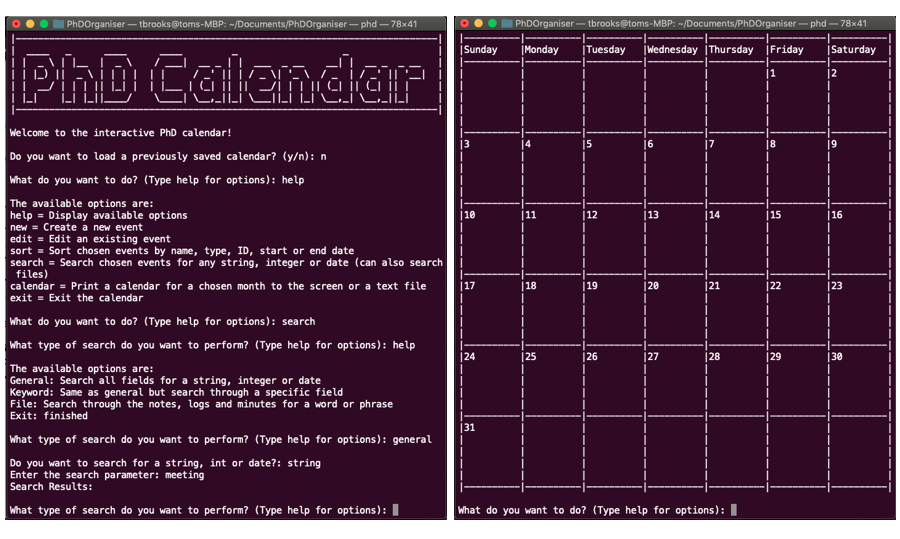 PhDOrganiser — tbrooks@toms-MBP: ~/Documents/PhDOrganiser — phd — 78×41
PhD Calendar
Welcome to the interactive PhD calendar!
Do you want to load a previously saved calendar? (y/n): n
What do you want to do? (Type help for options): help
The available options are:
help = Display available options
new = Create a new event
edit = Edit an existing event
sort = Sort chosen events by name, type, ID, start or end date
search = Search chosen events for any string, integer or date (can also search
files)
calendar = Print a calendar for a chosen month to the screen or a text file
exit = Exit the calendar
What do you want to do? (Type help for options): search
What type of search do you want to perform? (Type help for options): help
The available options are:
General: Search all fields for a string, integer or date
Keyword: Same as general but search through a specific field
File: Search through the notes, logs and minutes for a word or phrase
Exit: finished
What type of search do you want to perform? (Type help for options): general
Do you want to search for a string, int or date?: string
Enter the search parameter: meeting
Search Results:
What type of search do you want to perform? (Type help for options):
PhDOrganiser — tbrooks@toms-MBP: ~/Documents/PhDOrganiser — phd — 78×41
|Sunday |Monday |Tuesday |Wednesday |Thursday |Friday |Saturday |
|1 |2
|3 |4 |5 |6 |7 |8 |9
|10 |11 |12 |13 |14 |15 |16
|17 |18 |19 |20 |21 |22 |23
|24 |25 |26 |27 |28 |29 |30
|31
What do you want to do? (Type help for options):